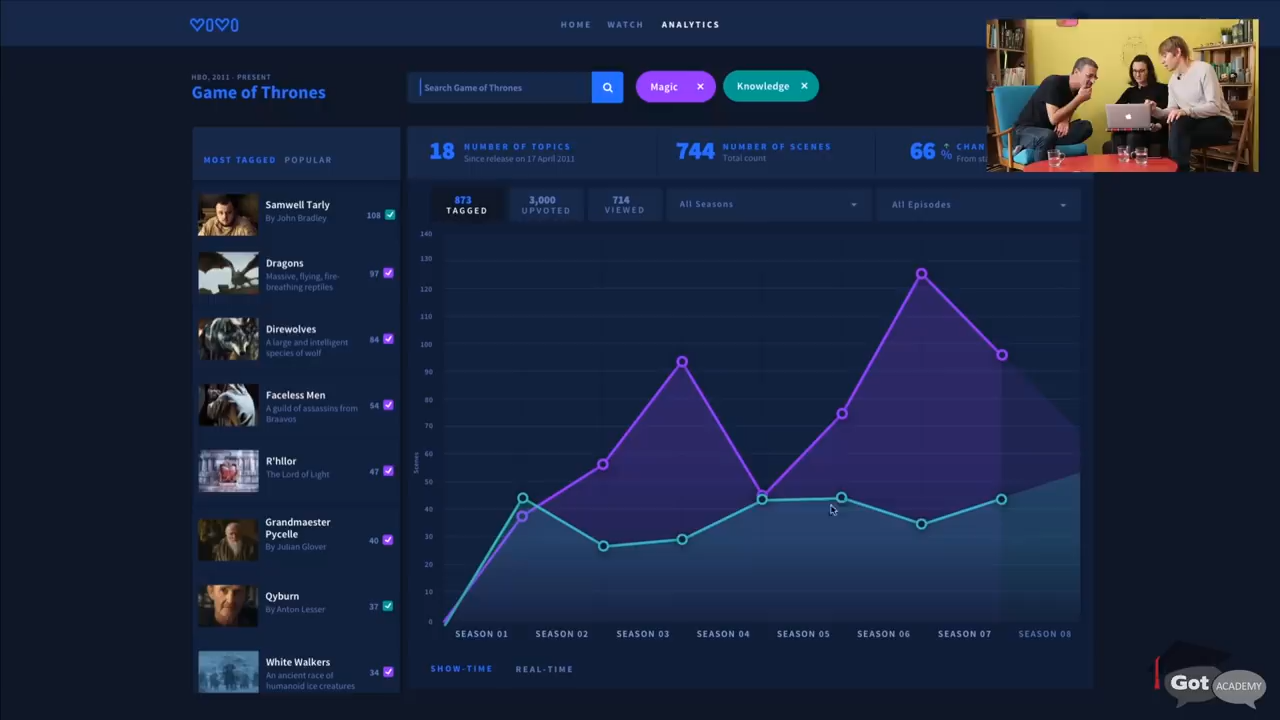 HOME WATCH ANALYTICS
HBO, 2011 - PRESENT
Game of Thrones
Search Game of Thrones
Magic ×
Knowledge ×
MOST TAGGED POPULAR
18 NUMBER OF TOPICS
Since release on 17 April 2011
744 NUMBER OF SCENES
Total count
66 % CHAN
From sta
873
TAGGED
3,000
UPVOTED
714
VIEWED
All Seasons
All Episodes
Samwell Tarly
By John Bradley
108
Dragons
Massive, flying, fire-
breathing reptiles
97
Direwolves
A large and intelligent
species of wolf
84
Faceless Men
A guild of assassins from
Braavos
54
R'hllor
The Lord of Light
47
Grandmaester
Pycelle
By Julian Glover
40
Qyburn
By Anton Lesser
37
White Walkers
An ancient race of
humanoid ice creatures
34
140
130
120
110
100
90
80
70
60
50
40
30
20
10
0
Scenes
SEASON 01 SEASON 02 SEASON 03 SEASON 04 SEASON 05 SEASON 06 SEASON 07 SEASON 08
SHOW-TIME REAL-TIME
Got ACADEMY